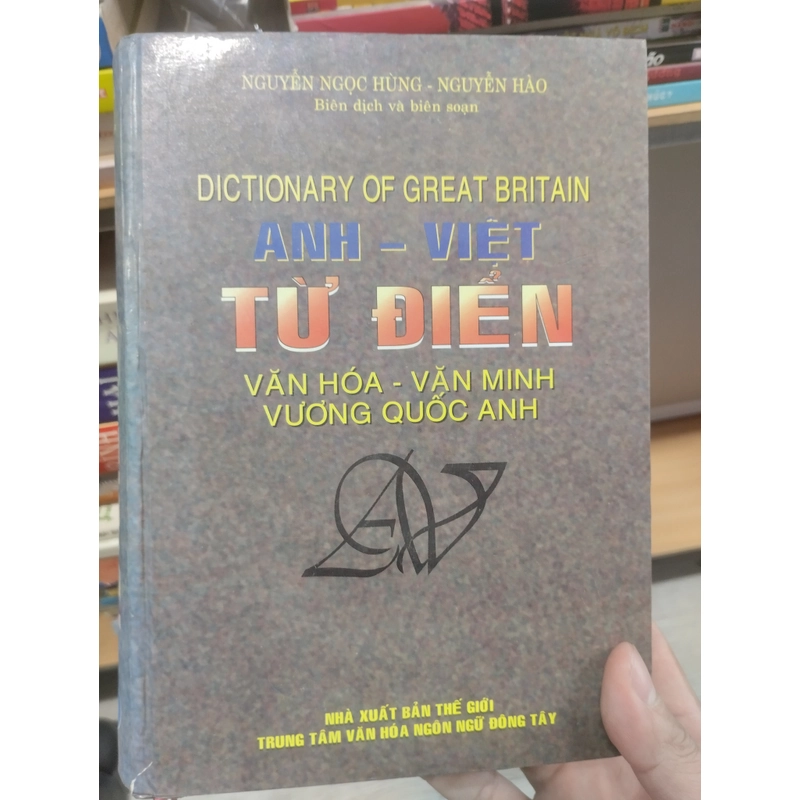 NGUYỄN NGỌC HÙNG - NGUYỄN HÀO
Biên dịch và biên soạn
DICTIONARY OF GREAT BRITAIN
ANH - VIỆT
TỪ ĐIỂN
VĂN HÓA - VĂN MINH
VƯƠNG QUỐC ANH
NHÀ XUẤT BẢN THẾ GIỚI
TRUNG TÂM VĂN HÓA NGÔN NGỮ ĐÔNG TÂY